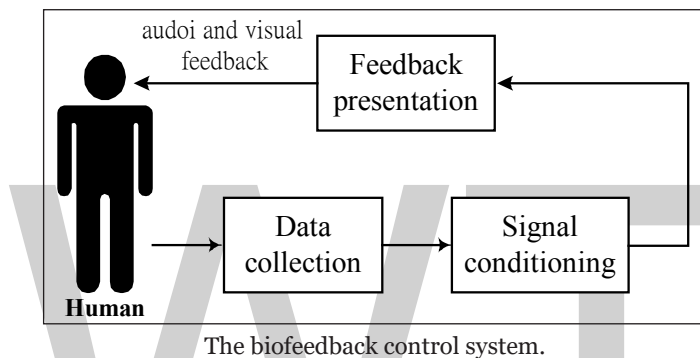 audoi and visual
feedback
Feedback
presentation
Data
collection
Signal
conditioning
Human
The biofeedback control system.